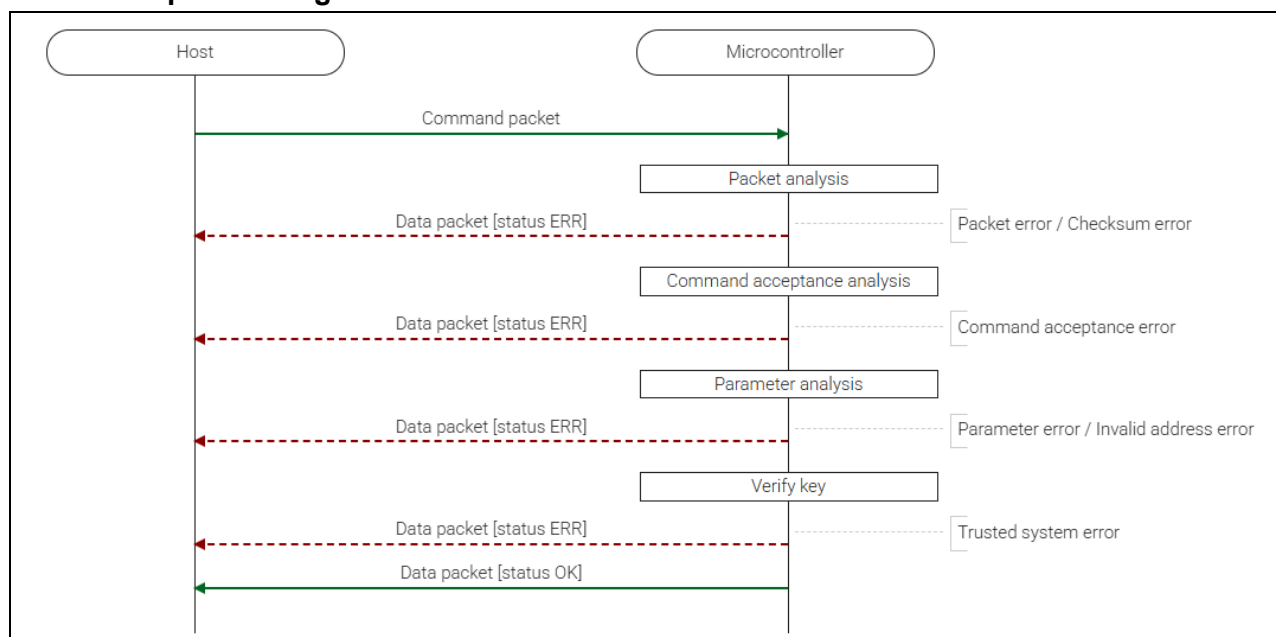 Host
Microcontroller
Command packet
Packet analysis
Data packet [status ERR]
Packet error / Checksum error
Command acceptance analysis
Data packet [status ERR]
Command acceptance error
Parameter analysis
Data packet [status ERR]
Parameter error / Invalid address error
Verify key
Data packet [status ERR]
Trusted system error
Data packet [status OK]